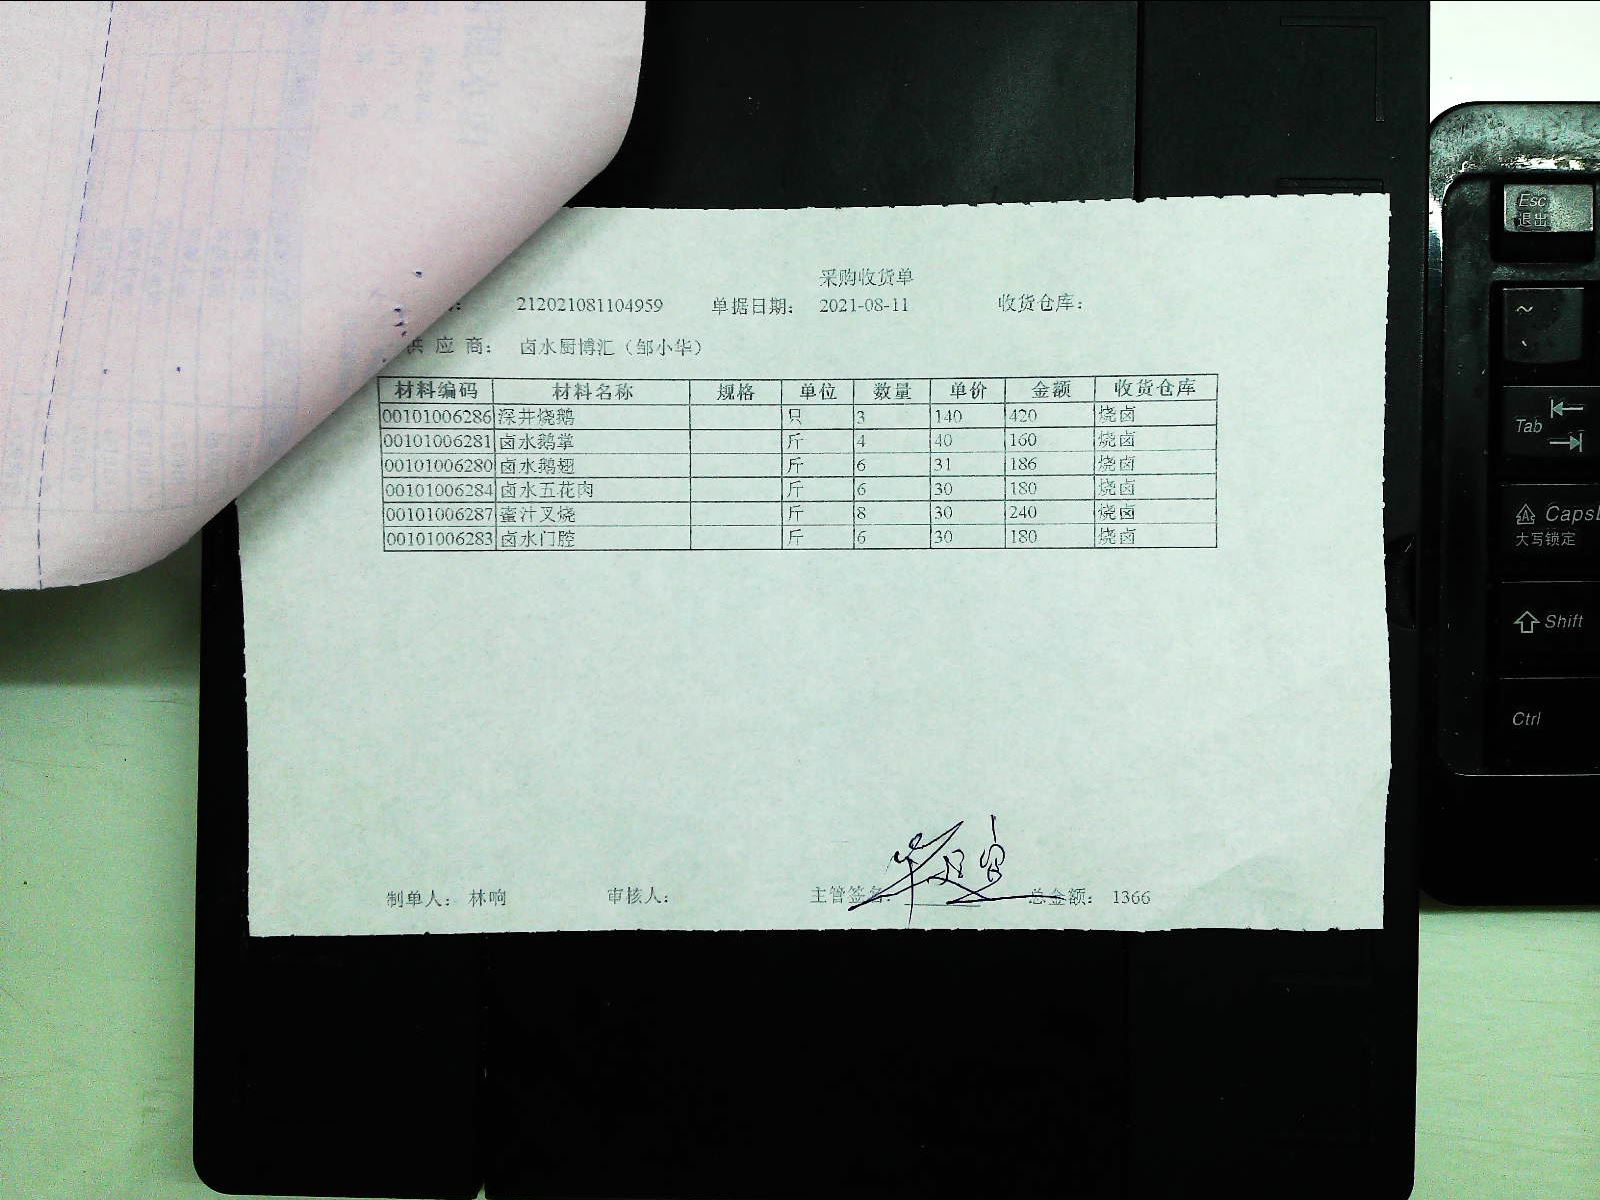 采购收货单
212021081104959 单据日期： 2021-08-11 收货仓库：
供 应 商： 卤水厨博汇（邹小华）
材料编码 材料名称 规格 单位 数量 单价 金额 收货仓库
00101006286 深井烧鹅 只 3 140 420 烧卤
00101006281 卤水鹅掌 斤 4 40 160 烧卤
00101006280 卤水鹅翅 斤 6 31 186 烧卤
00101006284 卤水五花肉 斤 6 30 180 烧卤
00101006287 蜜汁叉烧 斤 8 30 240 烧卤
00101006283 卤水门腔 斤 6 30 180 烧卤
制单人： 林响 审核人： 主管签名： 总金额： 1366
Esc
退出
~
Tab
Caps
大写锁定
Shift
Ctrl